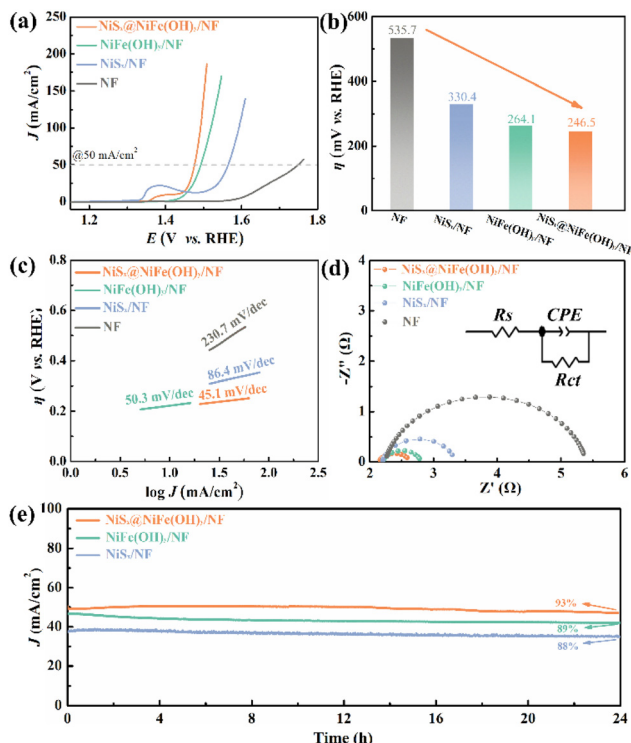 (a)
NiSₓ@NiFe(OH)ᵧ/NF
NiFe(OH)ᵧ/NF
NiSₓ/NF
NF
@50 mA/cm²
J (mA/cm²)
200
150
100
50
0
1.2 1.4 1.6 1.8
E (V vs. RHE)
(b)
η (mV vs. RHE)
600
400
200
0
535.7
330.4
264.1
246.5
NF
NiSₓ/NF
NiFe(OH)ᵧ/NF
NiSₓ@NiFe(OH)ᵧ/NF
(c)
NiSₓ@NiFe(OH)ᵧ/NF
NiFe(OH)ᵧ/NF
NiSₓ/NF
NF
η (V vs. RHE)
0.8
0.6
0.4
0.2
0.0
230.7 mV/dec
86.4 mV/dec
50.3 mV/dec
45.1 mV/dec
0.0 0.5 1.0 1.5 2.0 2.5
log J (mA/cm²)
(d)
NiSₓ@NiFe(OH)ᵧ/NF
NiFe(OH)ᵧ/NF
NiSₓ/NF
NF
Rs
CPE
Rct
-Z'' (Ω)
4
3
2
1
0
2 3 4 5 6
Z' (Ω)
(e)
NiSₓ@NiFe(OH)ᵧ/NF
NiFe(OH)ᵧ/NF
NiSₓ/NF
J (mA/cm²)
100
80
60
40
20
0
93%
89%
88%
0 4 8 12 16 20 24
Time (h)